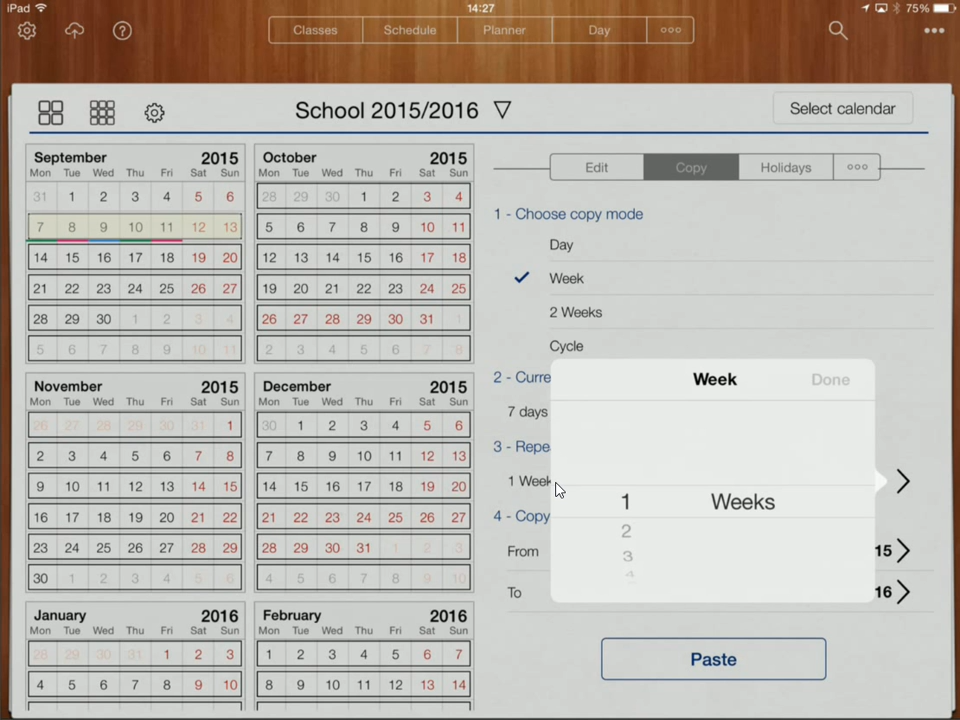 iPad 14:27 75%
Classes Schedule Planner Day
School 2015/2016 ▽ Select calendar
September 2015
Mon Tue Wed Thu Fri Sat Sun
31 1 2 3 4 5 6
7 8 9 10 11 12 13
14 15 16 17 18 19 20
21 22 23 24 25 26 27
28 29 30 1 2 3 4
5 6 7 8 9 10 11
October 2015
Mon Tue Wed Thu Fri Sat Sun
28 29 30 1 2 3 4
5 6 7 8 9 10 11
12 13 14 15 16 17 18
19 20 21 22 23 24 25
26 27 28 29 30 31 1
2 3 4 5 6 7 8
November 2015
Mon Tue Wed Thu Fri Sat Sun
26 27 28 29 30 31 1
2 3 4 5 6 7 8
9 10 11 12 13 14 15
16 17 18 19 20 21 22
23 24 25 26 27 28 29
30 1 2 3 4 5 6
December 2015
Mon Tue Wed Thu Fri Sat Sun
30 1 2 3 4 5 6
7 8 9 10 11 12 13
14 15 16 17 18 19 20
21 22 23 24 25 26 27
28 29 30 31 1 2 3
4 5 6 7 8 9 10
January 2016
Mon Tue Wed Thu Fri Sat Sun
28 29 30 31 1 2 3
4 5 6 7 8 9 10
February 2016
Mon Tue Wed Thu Fri Sat Sun
1 2 3 4 5 6 7
8 9 10 11 12 13 14
Edit Copy Holidays
1 - Choose copy mode
Day
Week
2 Weeks
Cycle
2 - Curre
7 days
3 - Repe
1 Week
4 - Copy
From 15
To 16
Week Done
1 Weeks
2
3
4
Paste